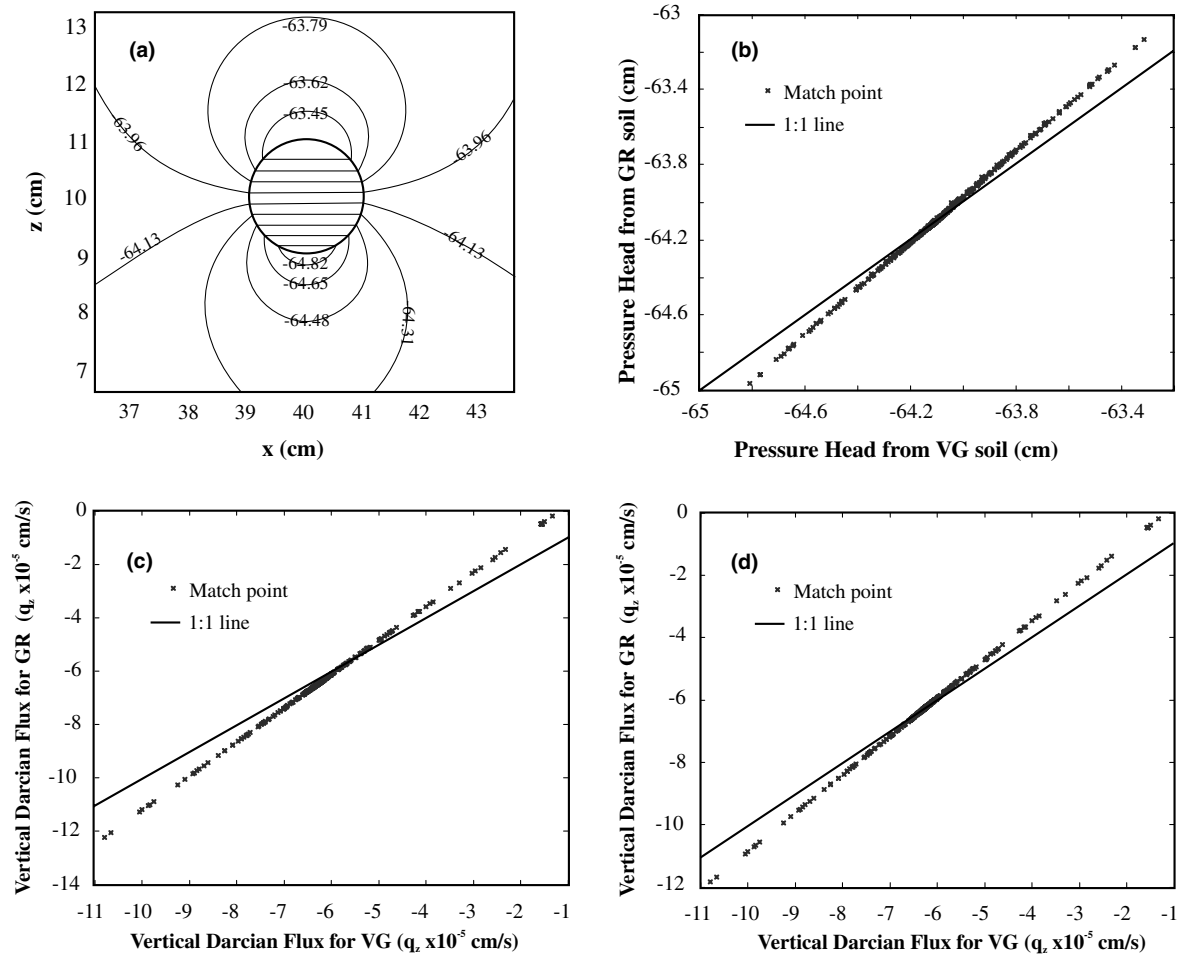 (a)
13
12
11
10
9
8
7
z (cm)
-63.79
-63.62
-63.45
-63.96
-63.96
-64.13
-64.13
-64.82
-64.65
-64.48
-64.31
37 38 39 40 41 42 43
x (cm)
(b)
-63
-63.4
-63.8
-64.2
-64.6
-65
Pressure Head from GR soil (cm)
Match point
1:1 line
-65 -64.6 -64.2 -63.8 -63.4
Pressure Head from VG soil (cm)
(c)
0
-2
-4
-6
-8
-10
-12
-14
Vertical Darcian Flux for GR (qz x10-5 cm/s)
Match point
1:1 line
-11 -10 -9 -8 -7 -6 -5 -4 -3 -2 -1
Vertical Darcian Flux for VG (qz x10-5 cm/s)
(d)
0
-2
-4
-6
-8
-10
-12
Vertical Darcian Flux for GR (qz x10-5 cm/s)
Match point
1:1 line
-11 -10 -9 -8 -7 -6 -5 -4 -3 -2 -1
Vertical Darcian Flux for VG (qz x10-5 cm/s)